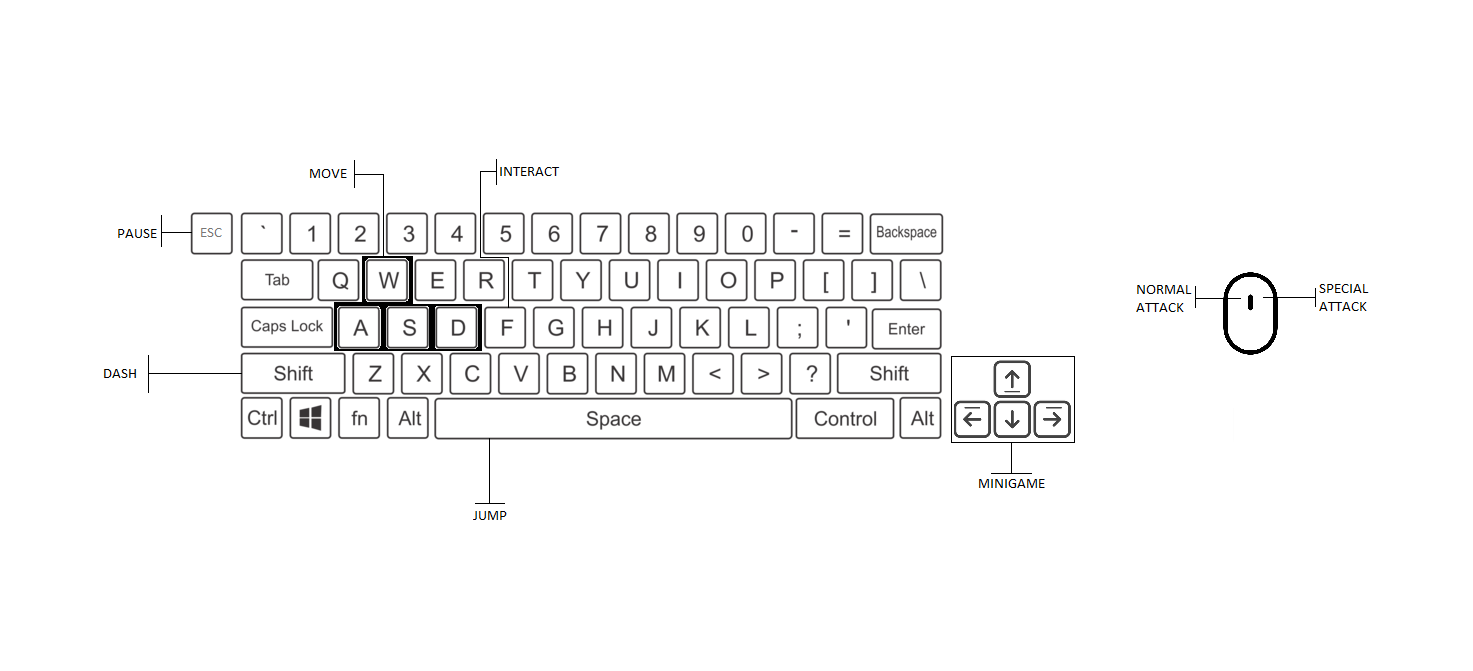 MOVE
INTERACT
PAUSE
ESC ` 1 2 3 4 5 6 7 8 9 0 - = Backspace
Tab Q W E R T Y U I O P [ ] \
Caps Lock A S D F G H J K L ; ' Enter
DASH
Shift Z X C V B N M < > ? Shift
Ctrl fn Alt Space Control Alt
↑
← ↓ →
MINIGAME
JUMP
NORMAL
ATTACK
SPECIAL
ATTACK